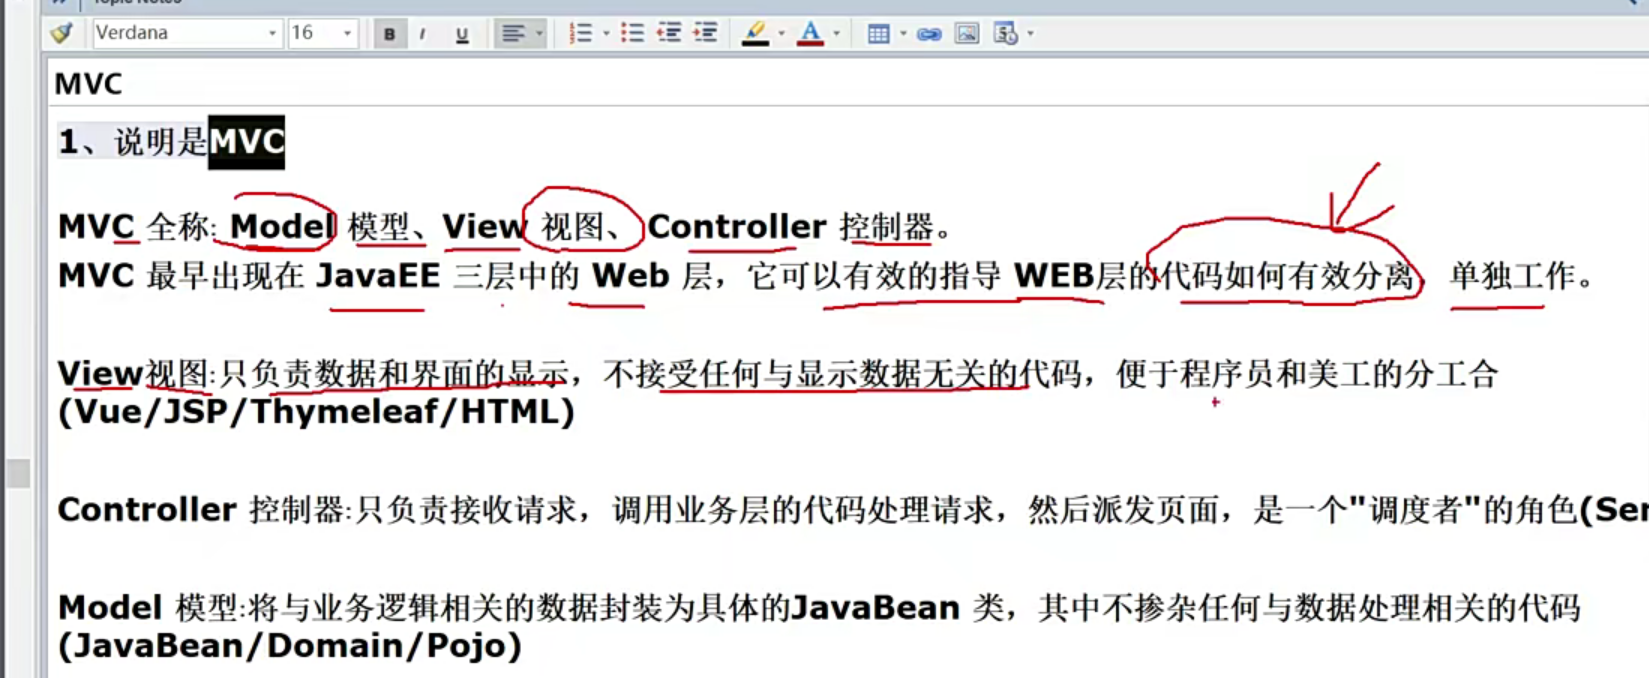 Verdana 16 B I U
MVC
1、说明是MVC
MVC 全称: Model 模型、View 视图、Controller 控制器。
MVC 最早出现在 JavaEE 三层中的 Web 层，它可以有效的指导 WEB层的代码如何有效分离，单独工作。
View视图:只负责数据和界面的显示，不接受任何与显示数据无关的代码，便于程序员和美工的分工合
(Vue/JSP/Thymeleaf/HTML)
Controller 控制器:只负责接收请求，调用业务层的代码处理请求，然后派发页面，是一个"调度者"的角色(Ser
Model 模型:将与业务逻辑相关的数据封装为具体的JavaBean 类，其中不掺杂任何与数据处理相关的代码
(JavaBean/Domain/Pojo)